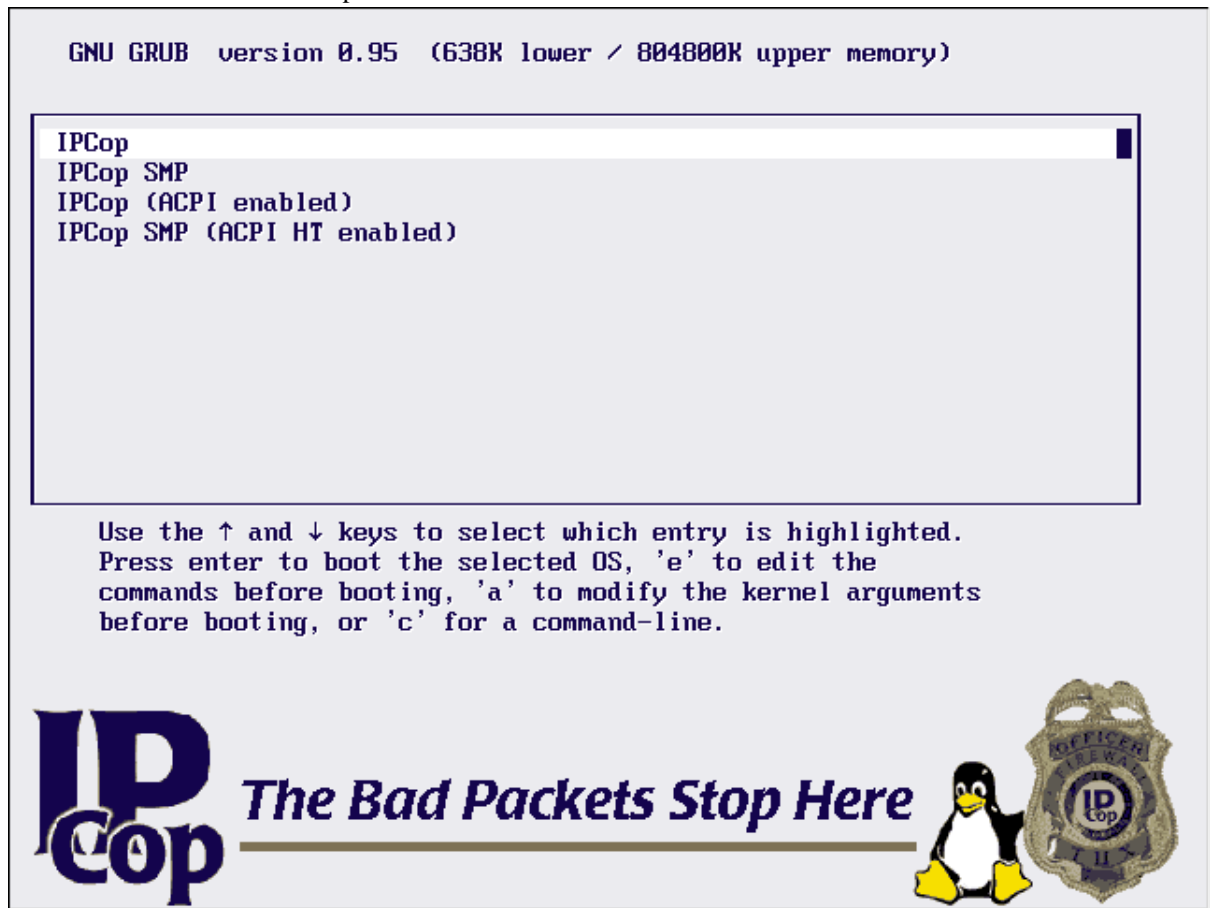 GNU GRUB version 0.95 (638K lower / 804800K upper memory)
IPCop
IPCop SMP
IPCop (ACPI enabled)
IPCop SMP (ACPI HT enabled)
Use the ↑ and ↓ keys to select which entry is highlighted.
Press enter to boot the selected OS, 'e' to edit the
commands before booting, 'a' to modify the kernel arguments
before booting, or 'c' for a command-line.
IP
Cop
The Bad Packets Stop Here
OFFICER
FIREWALL
IP
Cop
TUX